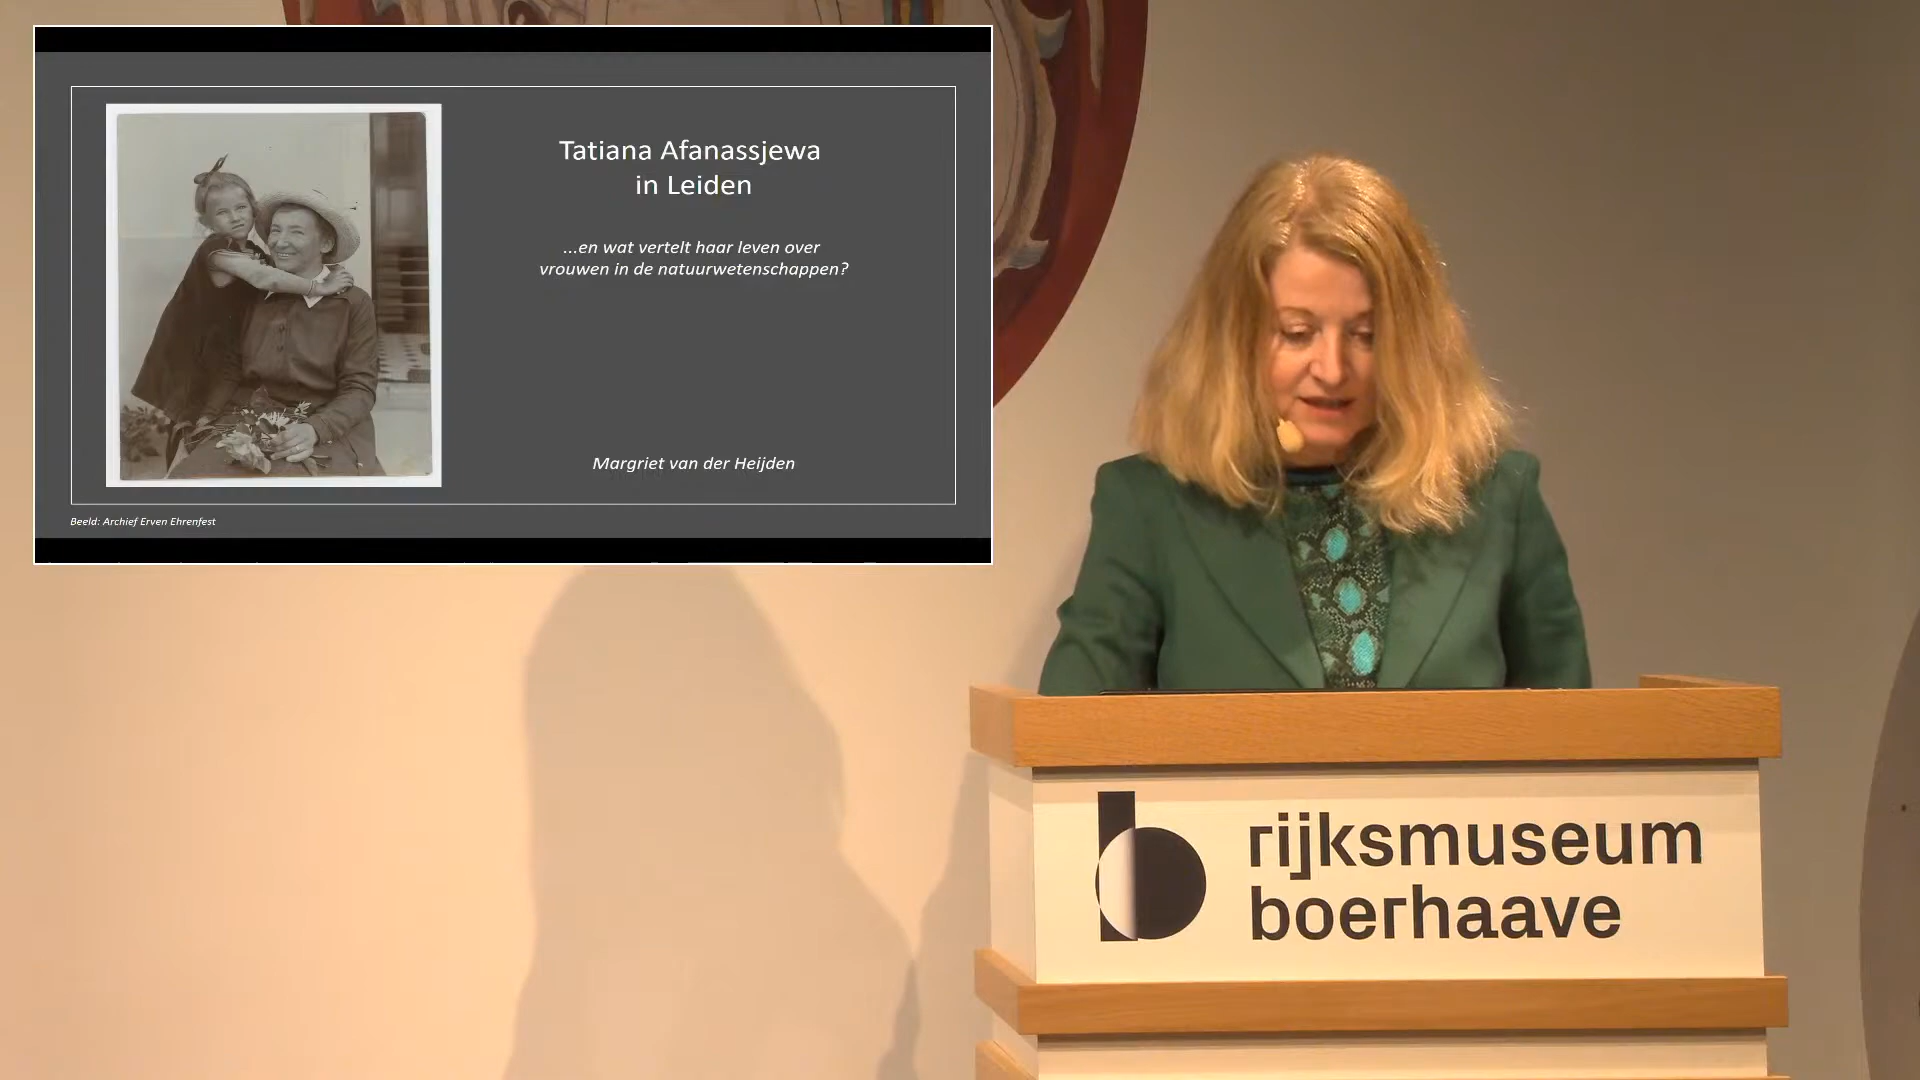 Tatiana Afanassjewa
in Leiden
...en wat vertelt haar leven over
vrouwen in de natuurwetenschappen?
Margriet van der Heijden
Beeld: Archief Erven Ehrenfest
rijksmuseum
boerhaave